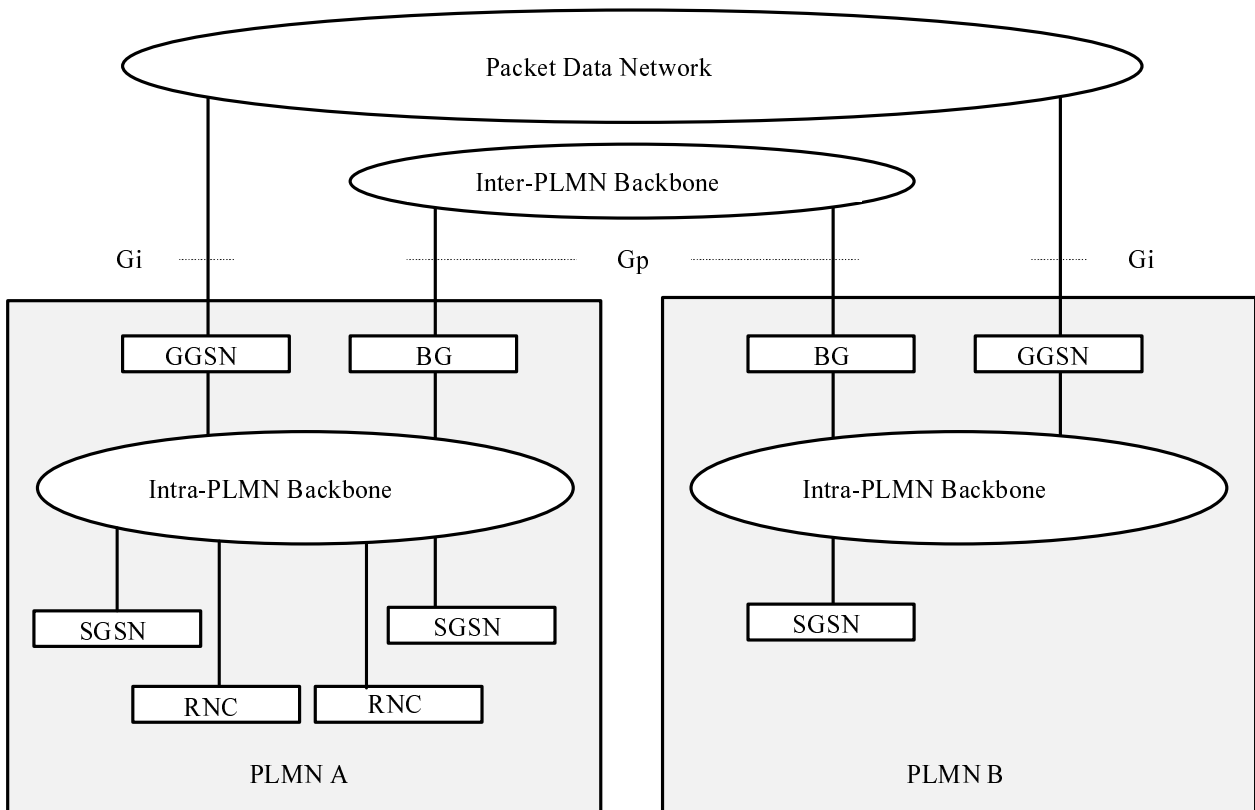 Packet Data Network
Inter-PLMN Backbone
Gi
Gp
Gi
GGSN
BG
BG
GGSN
Intra-PLMN Backbone
Intra-PLMN Backbone
SGSN
SGSN
SGSN
RNC
RNC
PLMN A
PLMN B